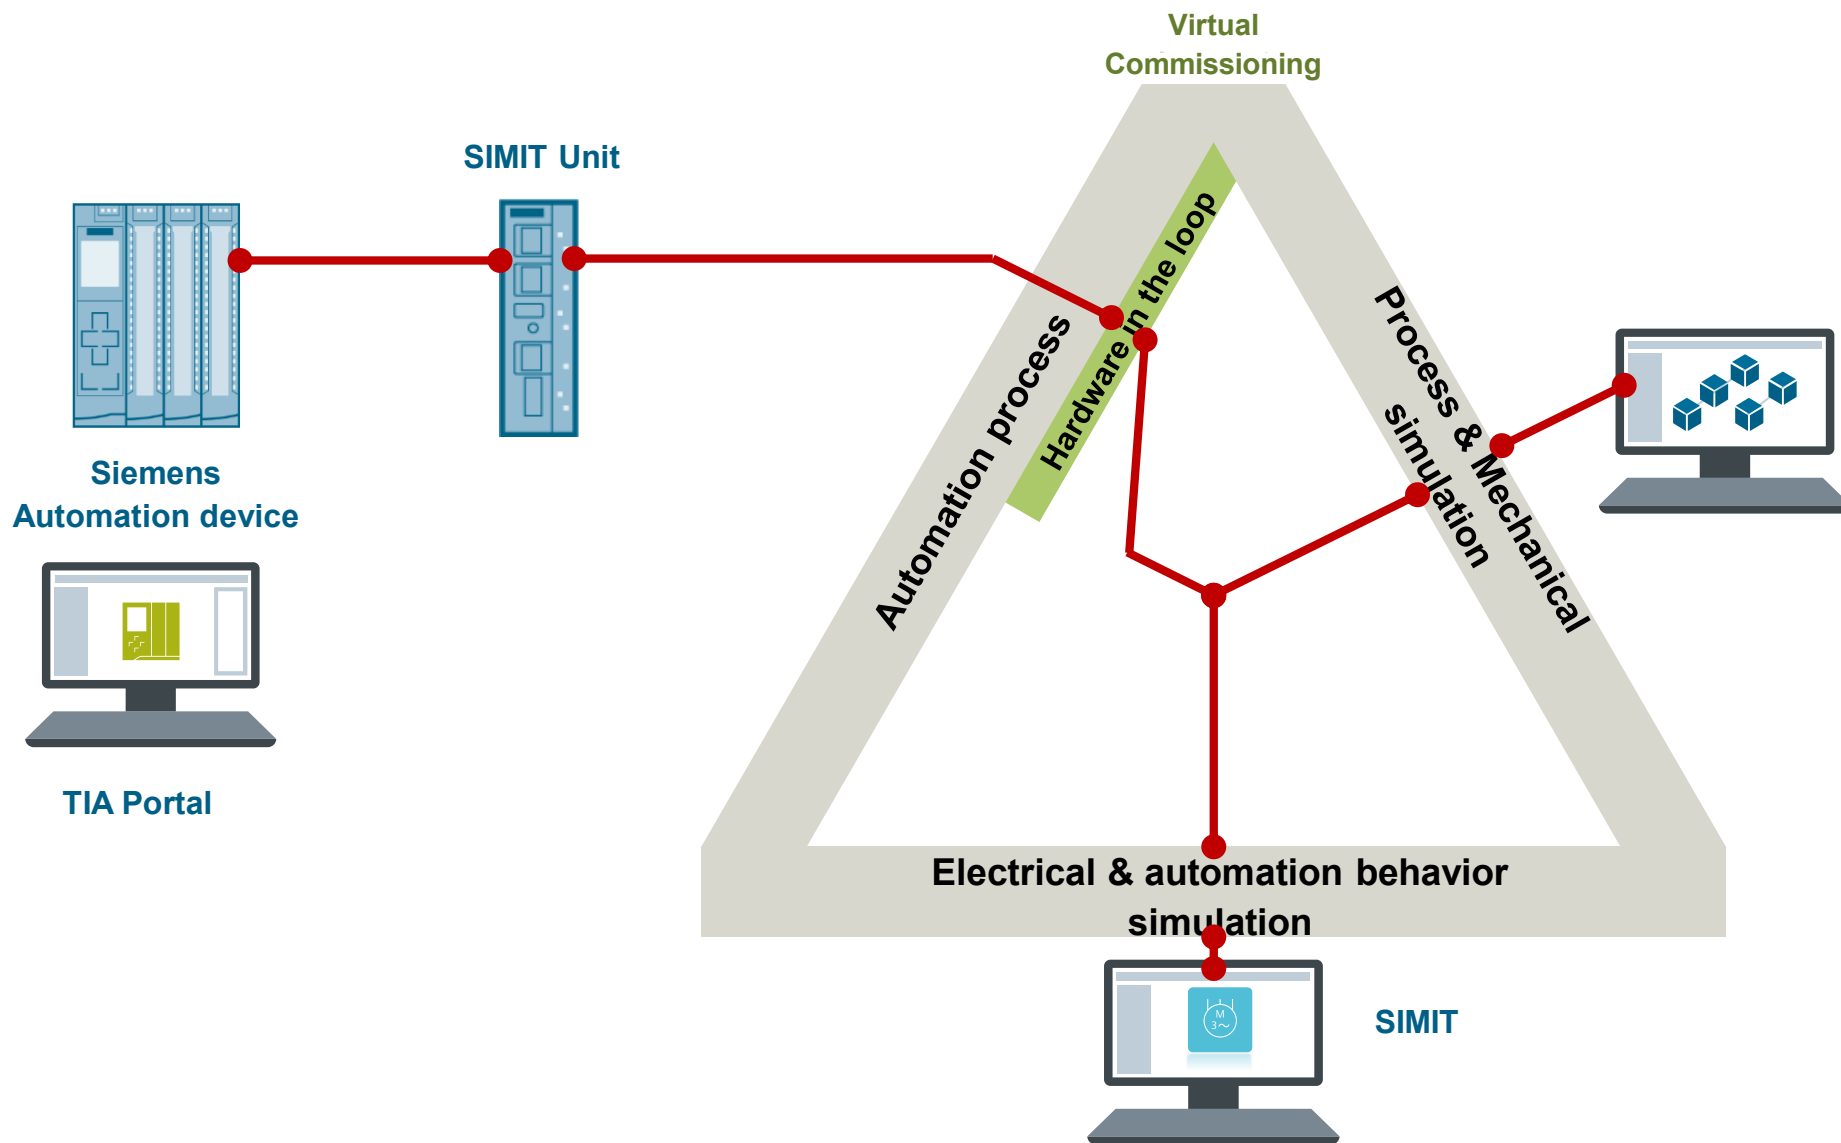 Virtual
Commissioning
SIMIT Unit
Siemens
Automation device
TIA Portal
Automation process
Hardware in the loop
Process & Mechanical
simulation
Electrical & automation behavior
simulation
M
3~
SIMIT